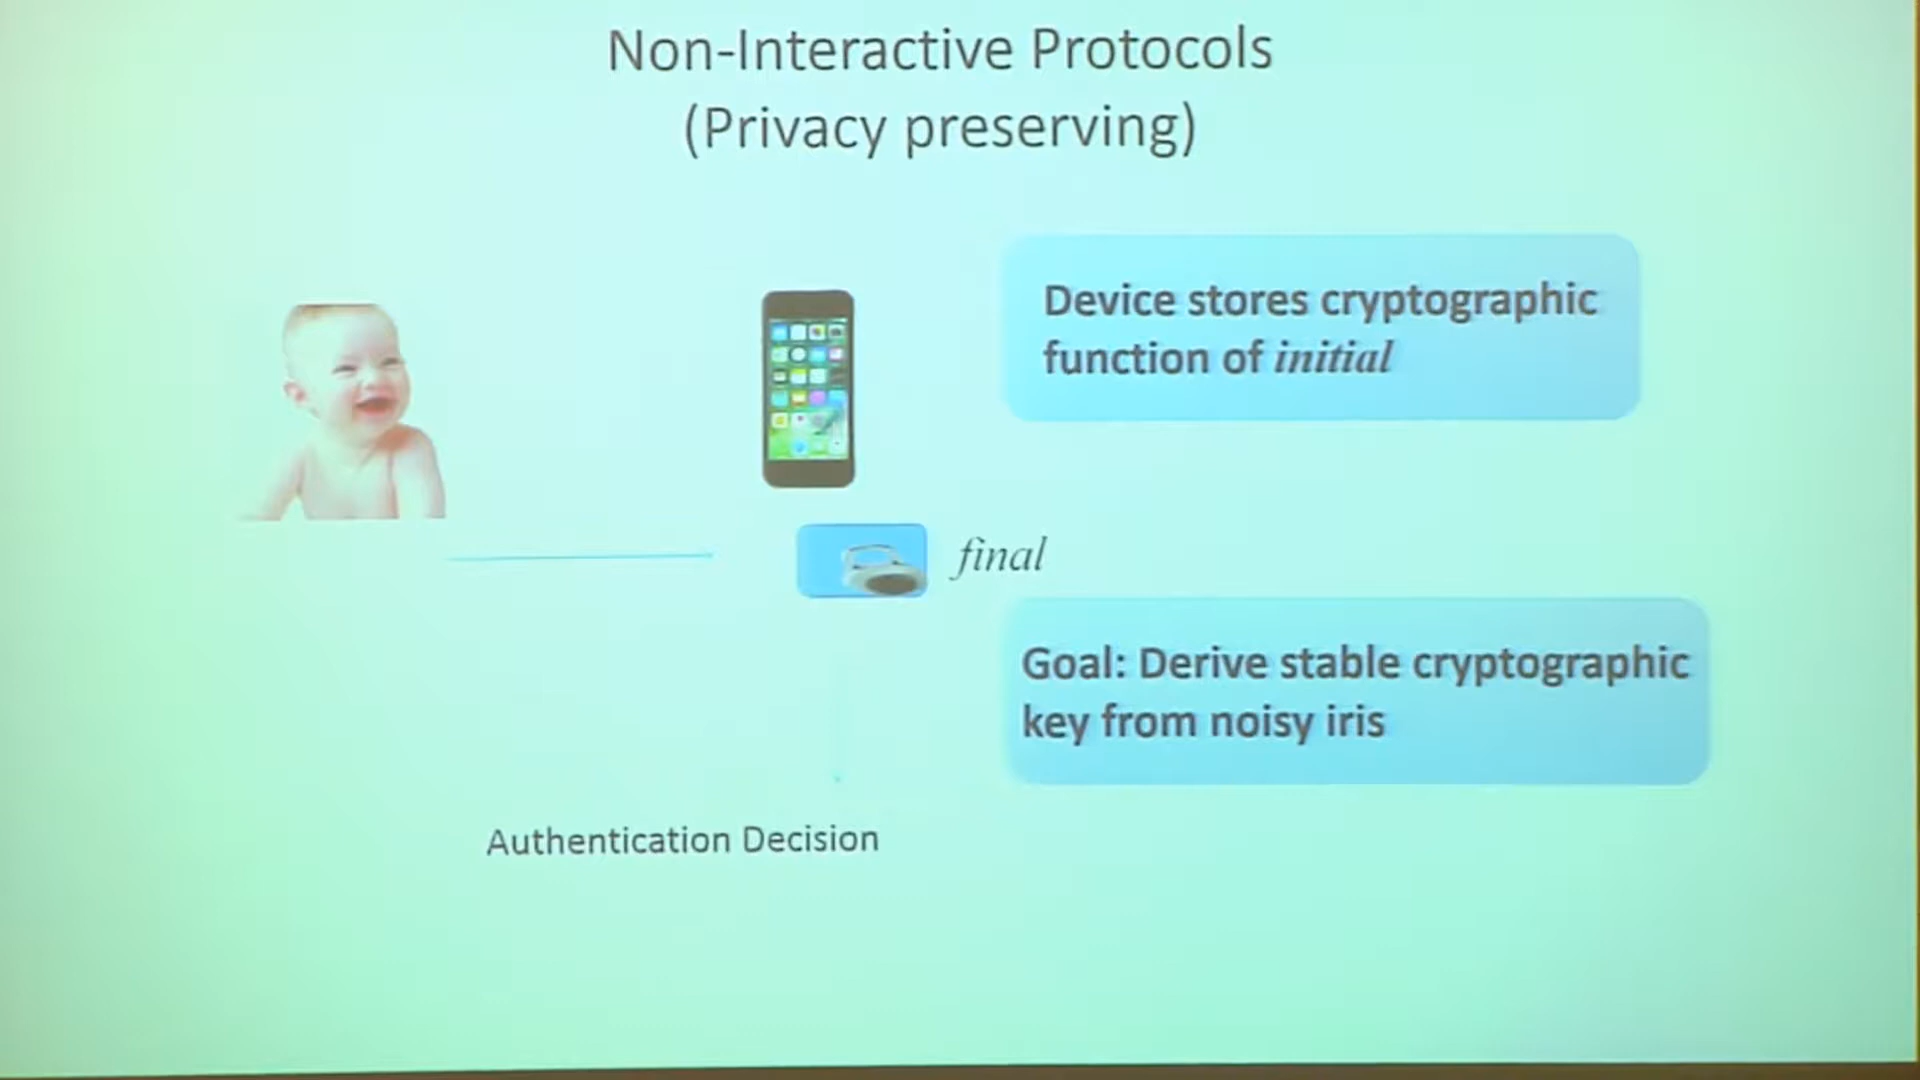 Non-Interactive Protocols
(Privacy preserving)
Device stores cryptographic
function of initial
final
Goal: Derive stable cryptographic
key from noisy iris
Authentication Decision